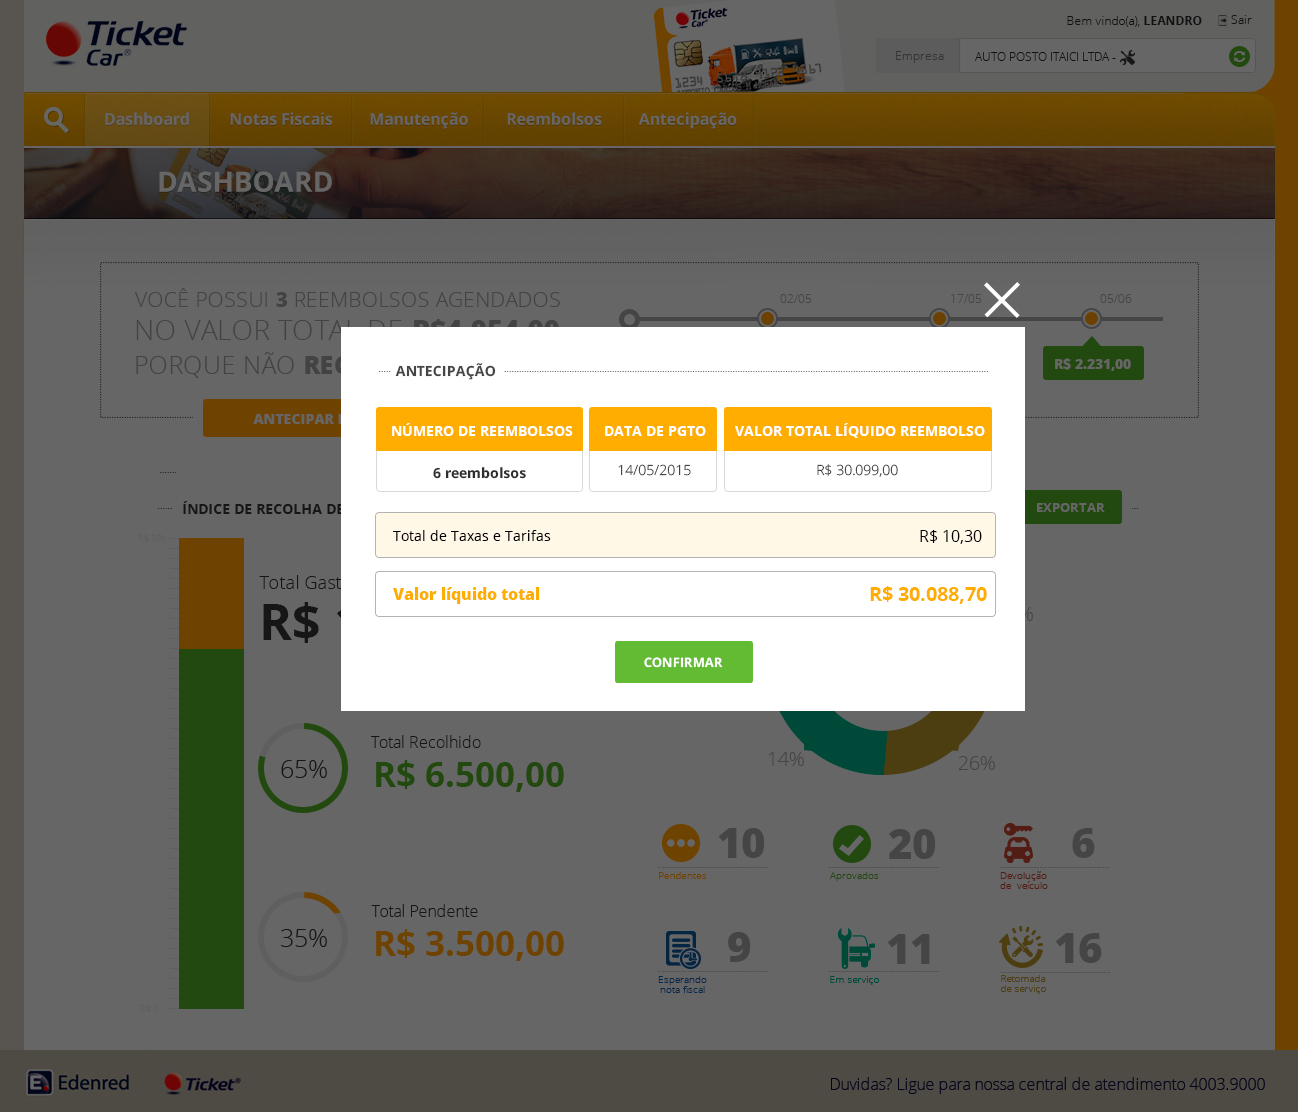 Ticket
Car®
Ticket
Car
Bem vindo(a), LEANDRO
Sair
Empresa
AUTO POSTO ITAICI LTDA -
Dashboard
Notas Fiscais
Manutenção
Reembolsos
Antecipação
DASHBOARD
VOCÊ POSSUI 3 REEMBOLSOS AGENDADOS
NO VALOR TOTAL DE
PORQUE NÃO
02/05
17/05
05/06
R$ 2.231,00
ANTECIPAR
ANTECIPAÇÃO
NÚMERO DE REEMBOLSOS
DATA DE PGTO
VALOR TOTAL LÍQUIDO REEMBOLSO
6 reembolsos
14/05/2015
R$ 30.099,00
Total de Taxas e Tarifas
R$ 10,30
Valor líquido total
R$ 30.088,70
CONFIRMAR
ÍNDICE DE RECOLHA DE
EXPORTAR
Total Gast
R$
%
65%
Total Recolhido
R$ 6.500,00
35%
Total Pendente
R$ 3.500,00
14%
26%
10
Pendentes
20
Aprovados
6
Devolução
de veículo
9
Esperando
nota fiscal
11
Em serviço
16
Retomada
de serviço
Edenred
Ticket®
Duvidas? Ligue para nossa central de atendimento 4003.9000